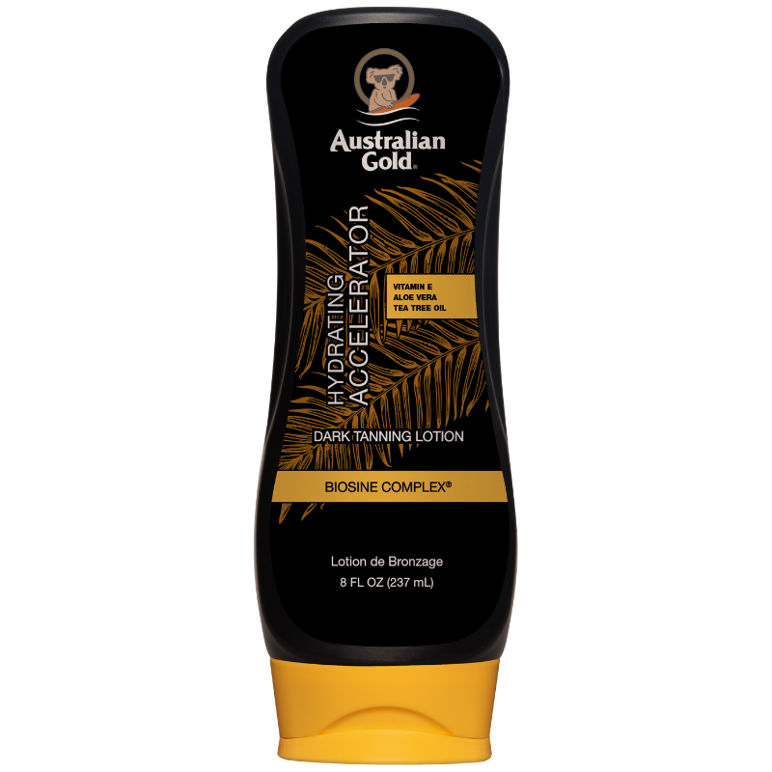 Australian
Gold®
HYDRATING
ACCELERATOR
VITAMIN E
ALOE VERA
TEA TREE OIL
DARK TANNING LOTION
BIOSINE COMPLEX®
Lotion de Bronzage
8 FL OZ (237 mL)